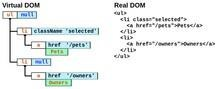 Virtual DOM
ul null
li className 'selected'
a href '/pets'
Pets
li null
a href '/owners'
Owners
Real DOM
<ul>
<li class="selected">
<a href="/pets">Pets</a>
</li>
<li>
<a href="/owners">Owners</a>
</li>
</ul>